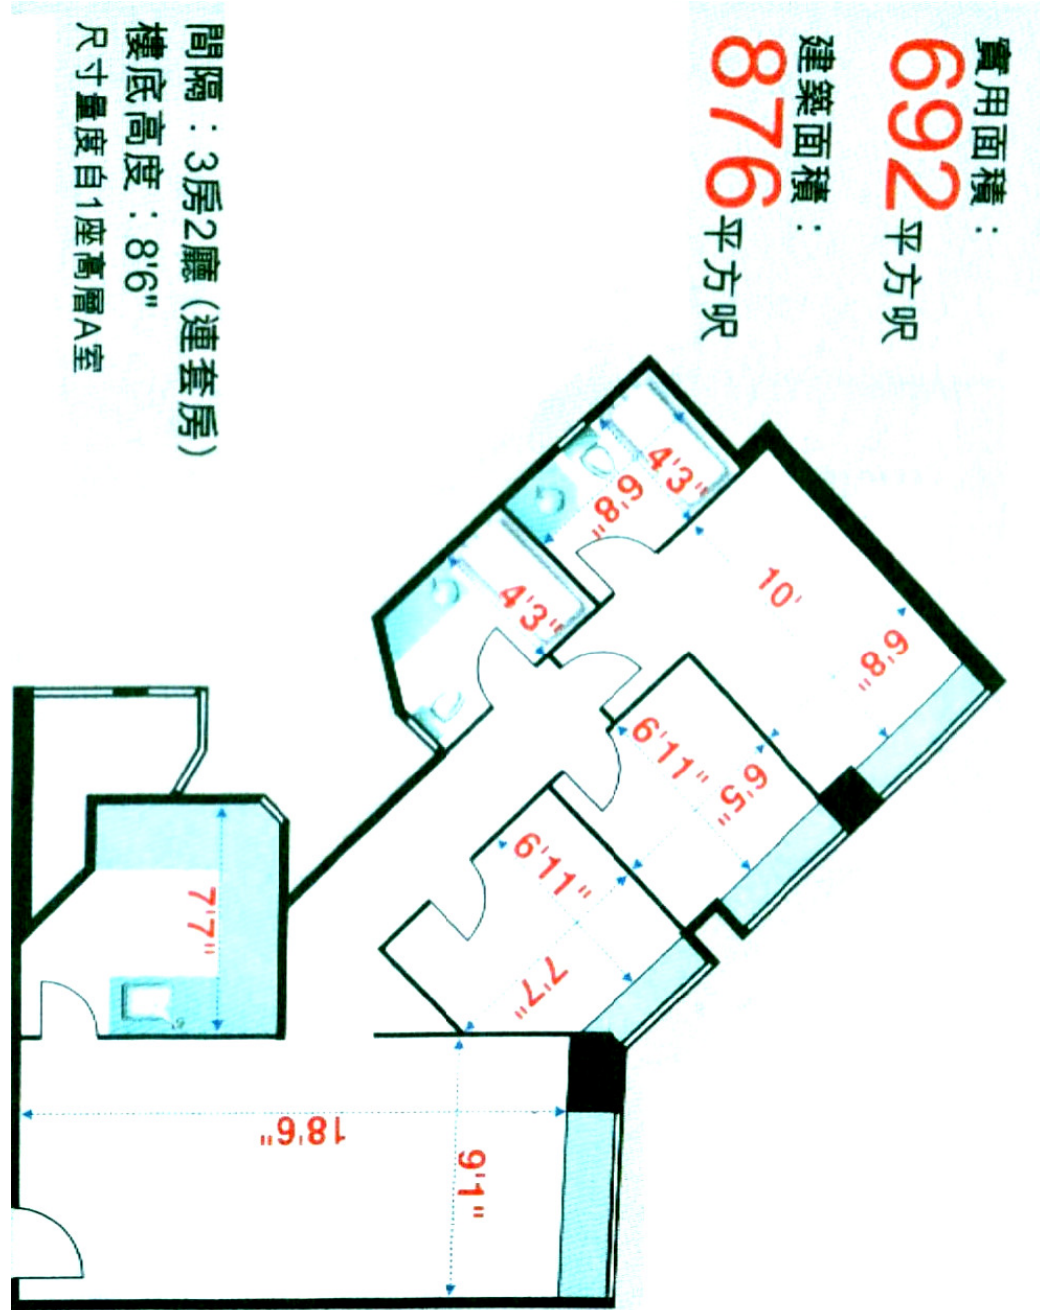 實用面積：
692平方呎
建築面積：
876平方呎
間隔：3房2廳（連套房）
樓底高度：8'6"
尺寸量度自1座高層A室
4'3"
6'8"
10'
6'8"
4'3"
6'11"
6'5"
6'11"
7'7"
7'7"
18'6"
9'1"